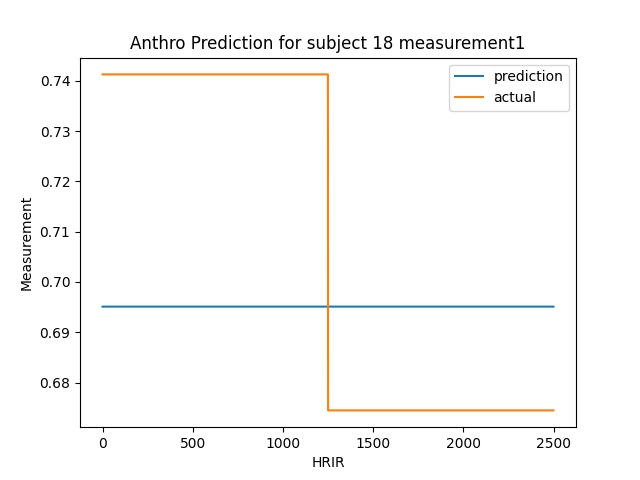 Anthro Prediction for subject 18 measurement1
prediction
actual
0.74
0.73
0.72
0.71
0.70
0.69
0.68
Measurement
0
500
1000
1500
2000
2500
HRIR